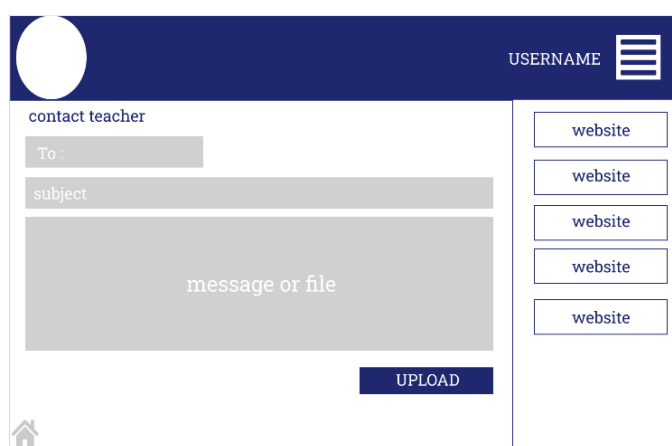 USERNAME
contact teacher
To :
subject
message or file
UPLOAD
website
website
website
website
website